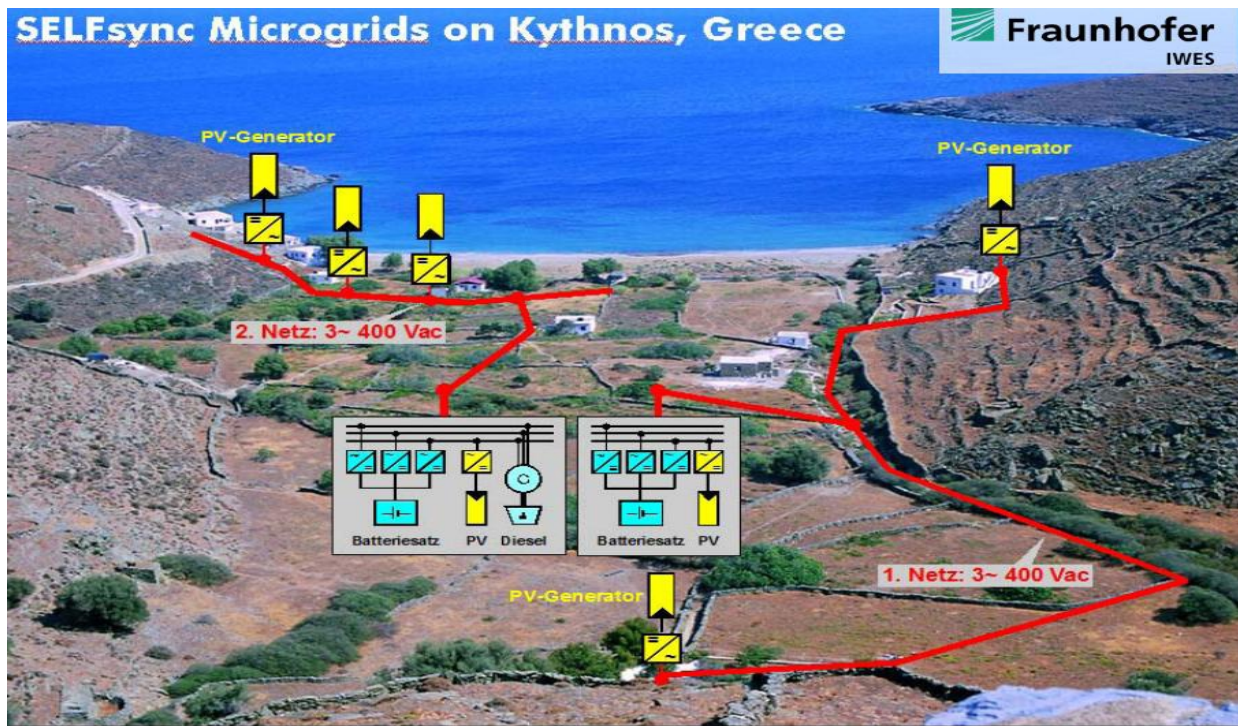 SELFsync Microgrids on Kythnos, Greece
Fraunhofer
IWES
PV-Generator
PV-Generator
2. Netz: 3~ 400 Vac
G
Batteriesatz PV Diesel
Batteriesatz PV
1. Netz: 3~ 400 Vac
PV-Generator